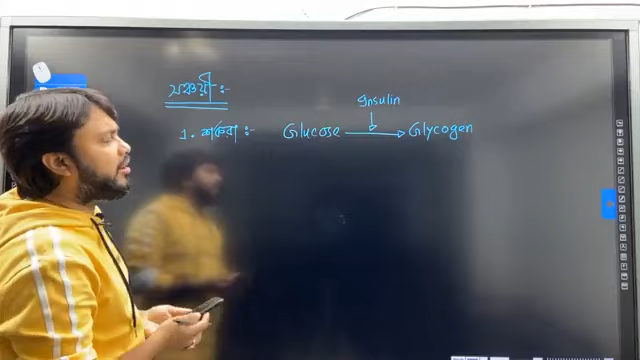 সঞ্চয়ী :-
Insulin
1. শর্করা :- Glucose → Glycogen